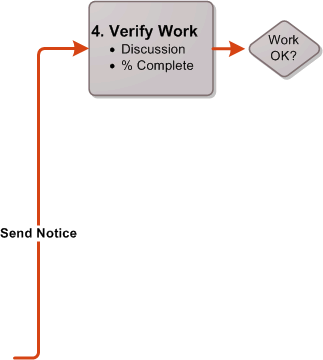 4. Verify Work
• Discussion
• % Complete
Work
OK?
Send Notice